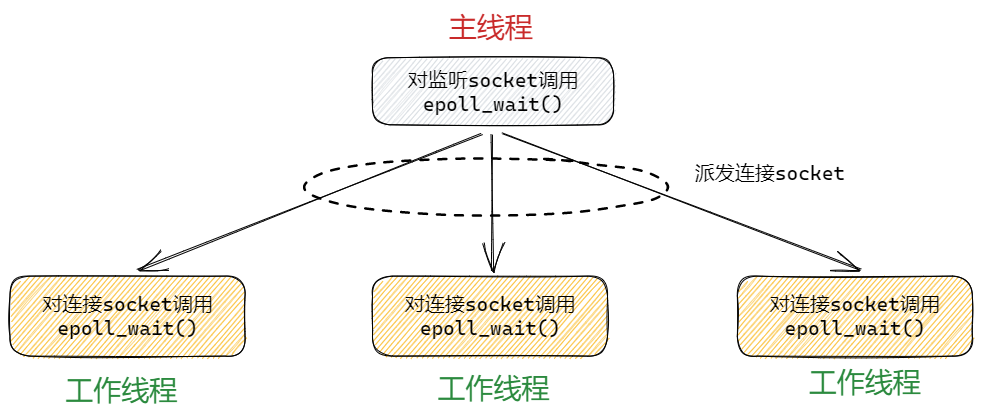 主线程
对监听socket调用
epoll_wait()
派发连接socket
对连接socket调用
epoll_wait()
对连接socket调用
epoll_wait()
对连接socket调用
epoll_wait()
工作线程
工作线程
工作线程